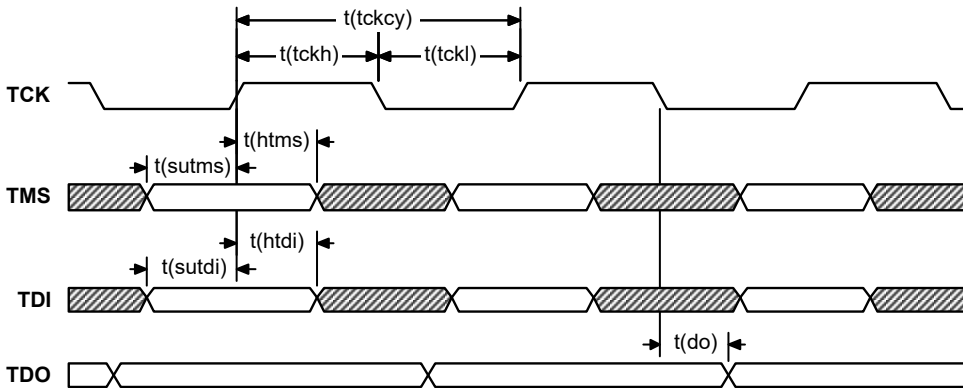 t(tckcy)
t(tckh)
t(tckl)
TCK
t(htms)
t(sutms)
TMS
t(htdi)
t(sutdi)
TDI
t(do)
TDO